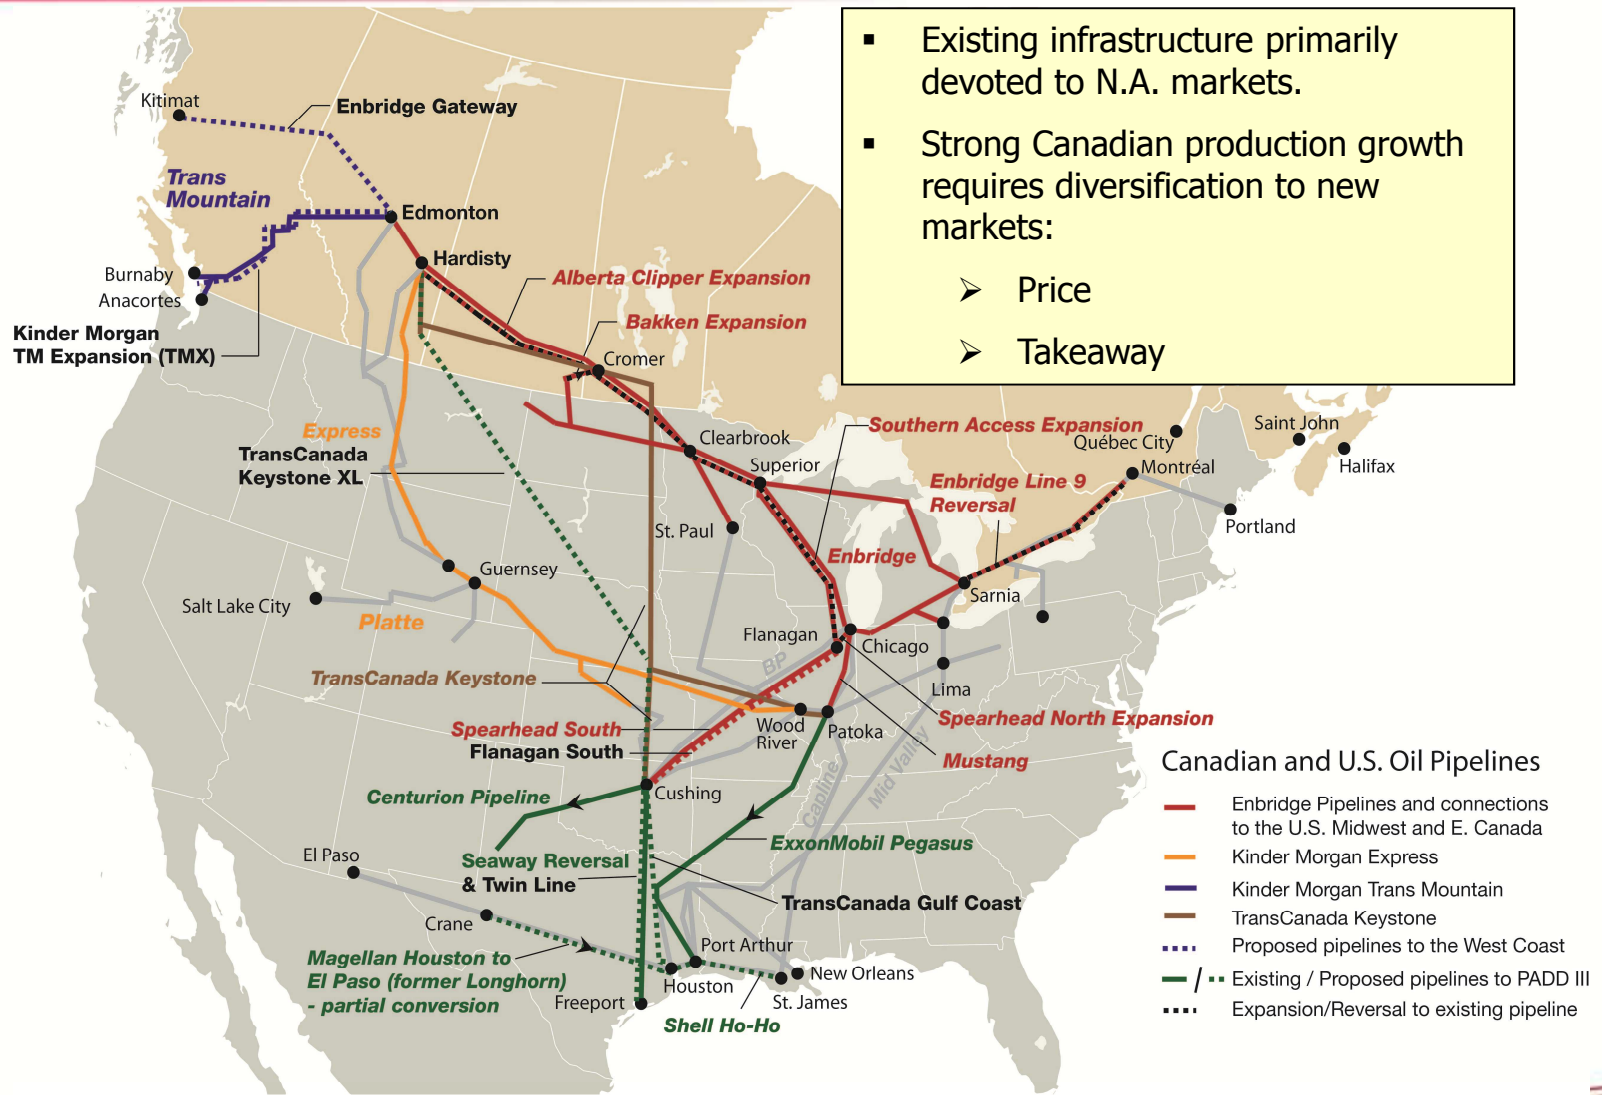 ▪ Existing infrastructure primarily
devoted to N.A. markets.
▪ Strong Canadian production growth
requires diversification to new
markets:
➢ Price
➢ Takeaway
Kitimat
Enbridge Gateway
Trans
Mountain
Edmonton
Hardisty
Burnaby
Anacortes
Kinder Morgan
TM Expansion (TMX)
Alberta Clipper Expansion
Bakken Expansion
Cromer
Express
TransCanada
Keystone XL
Clearbrook
Superior
Southern Access Expansion
Québec City
Saint John
Montréal
Halifax
Enbridge Line 9
Reversal
Portland
St. Paul
Enbridge
Guernsey
Sarnia
Salt Lake City
Platte
Flanagan
Chicago
BP
TransCanada Keystone
Lima
Spearhead South
Flanagan South
Wood
River
Patoka
Spearhead North Expansion
Mustang
Capline
Mid Valley
Centurion Pipeline
Cushing
ExxonMobil Pegasus
El Paso
Seaway Reversal
& Twin Line
TransCanada Gulf Coast
Crane
Magellan Houston to
El Paso (former Longhorn)
- partial conversion
Port Arthur
Houston
New Orleans
St. James
Freeport
Shell Ho-Ho
Canadian and U.S. Oil Pipelines
Enbridge Pipelines and connections
to the U.S. Midwest and E. Canada
Kinder Morgan Express
Kinder Morgan Trans Mountain
TransCanada Keystone
Proposed pipelines to the West Coast
/ Existing / Proposed pipelines to PADD III
Expansion/Reversal to existing pipeline